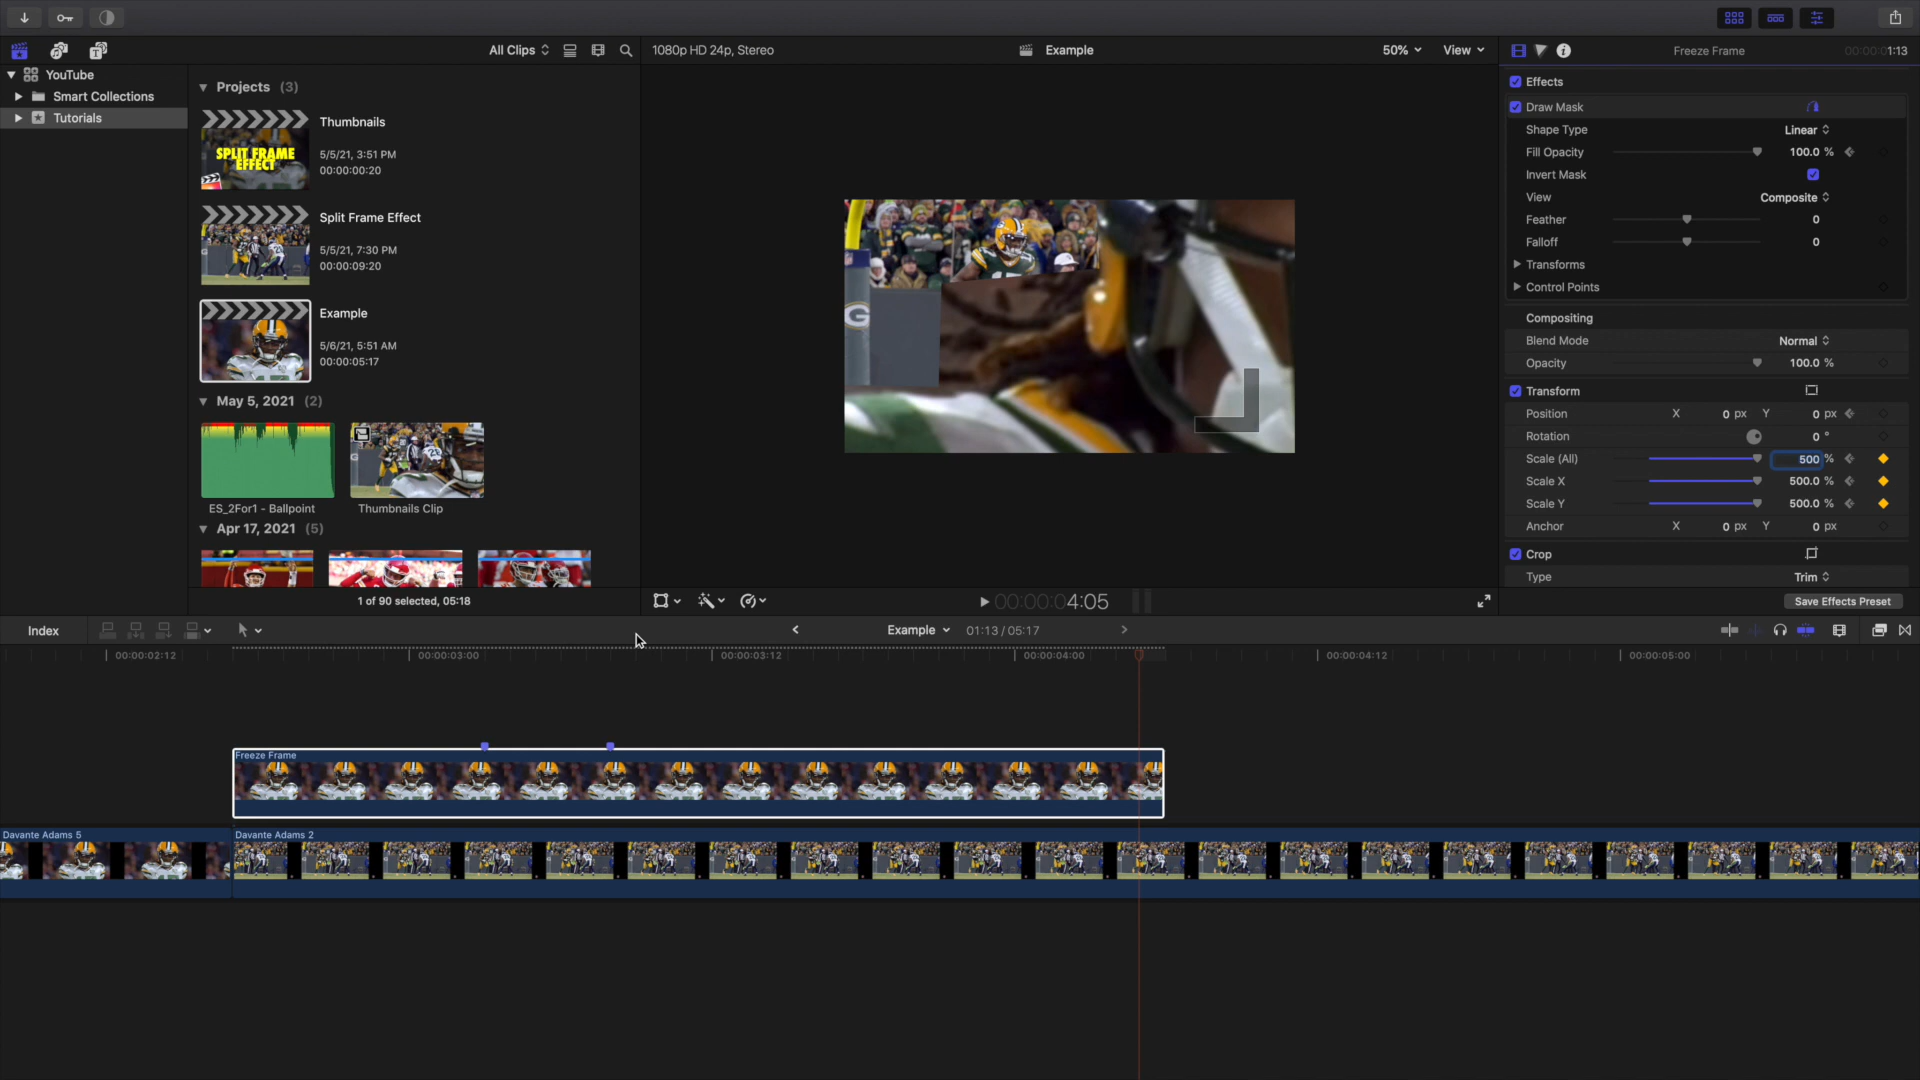 All Clips
1080p HD 24p, Stereo
Example
50%
View
Freeze Frame
00:00:01:13
YouTube
Smart Collections
Tutorials
Projects (3)
Thumbnails
5/5/21, 3:51 PM
00:00:00:20
SPLIT FRAME
EFFECT
Split Frame Effect
5/5/21, 7:30 PM
00:00:09:20
Example
5/6/21, 5:51 AM
00:00:05:17
May 5, 2021 (2)
ES_2For1 - Ballpoint
Thumbnails Clip
Apr 17, 2021 (5)
1 of 90 selected, 05:18
G
Effects
Draw Mask
Shape Type Linear
Fill Opacity 100.0 %
Invert Mask
View Composite
Feather 0
Falloff 0
Transforms
Control Points
Compositing
Blend Mode Normal
Opacity 100.0 %
Transform
Position X 0 px Y 0 px
Rotation 0 °
Scale (All) 500 %
Scale X 500.0 %
Scale Y 500.0 %
Anchor X 0 px Y 0 px
Crop
Type Trim
Save Effects Preset
00:00:04:05
Index
Example
01:13 / 05:17
00:00:02:12
00:00:03:00
00:00:03:12
00:00:04:00
00:00:04:12
00:00:05:00
Freeze Frame
Davante Adams 5
Davante Adams 2